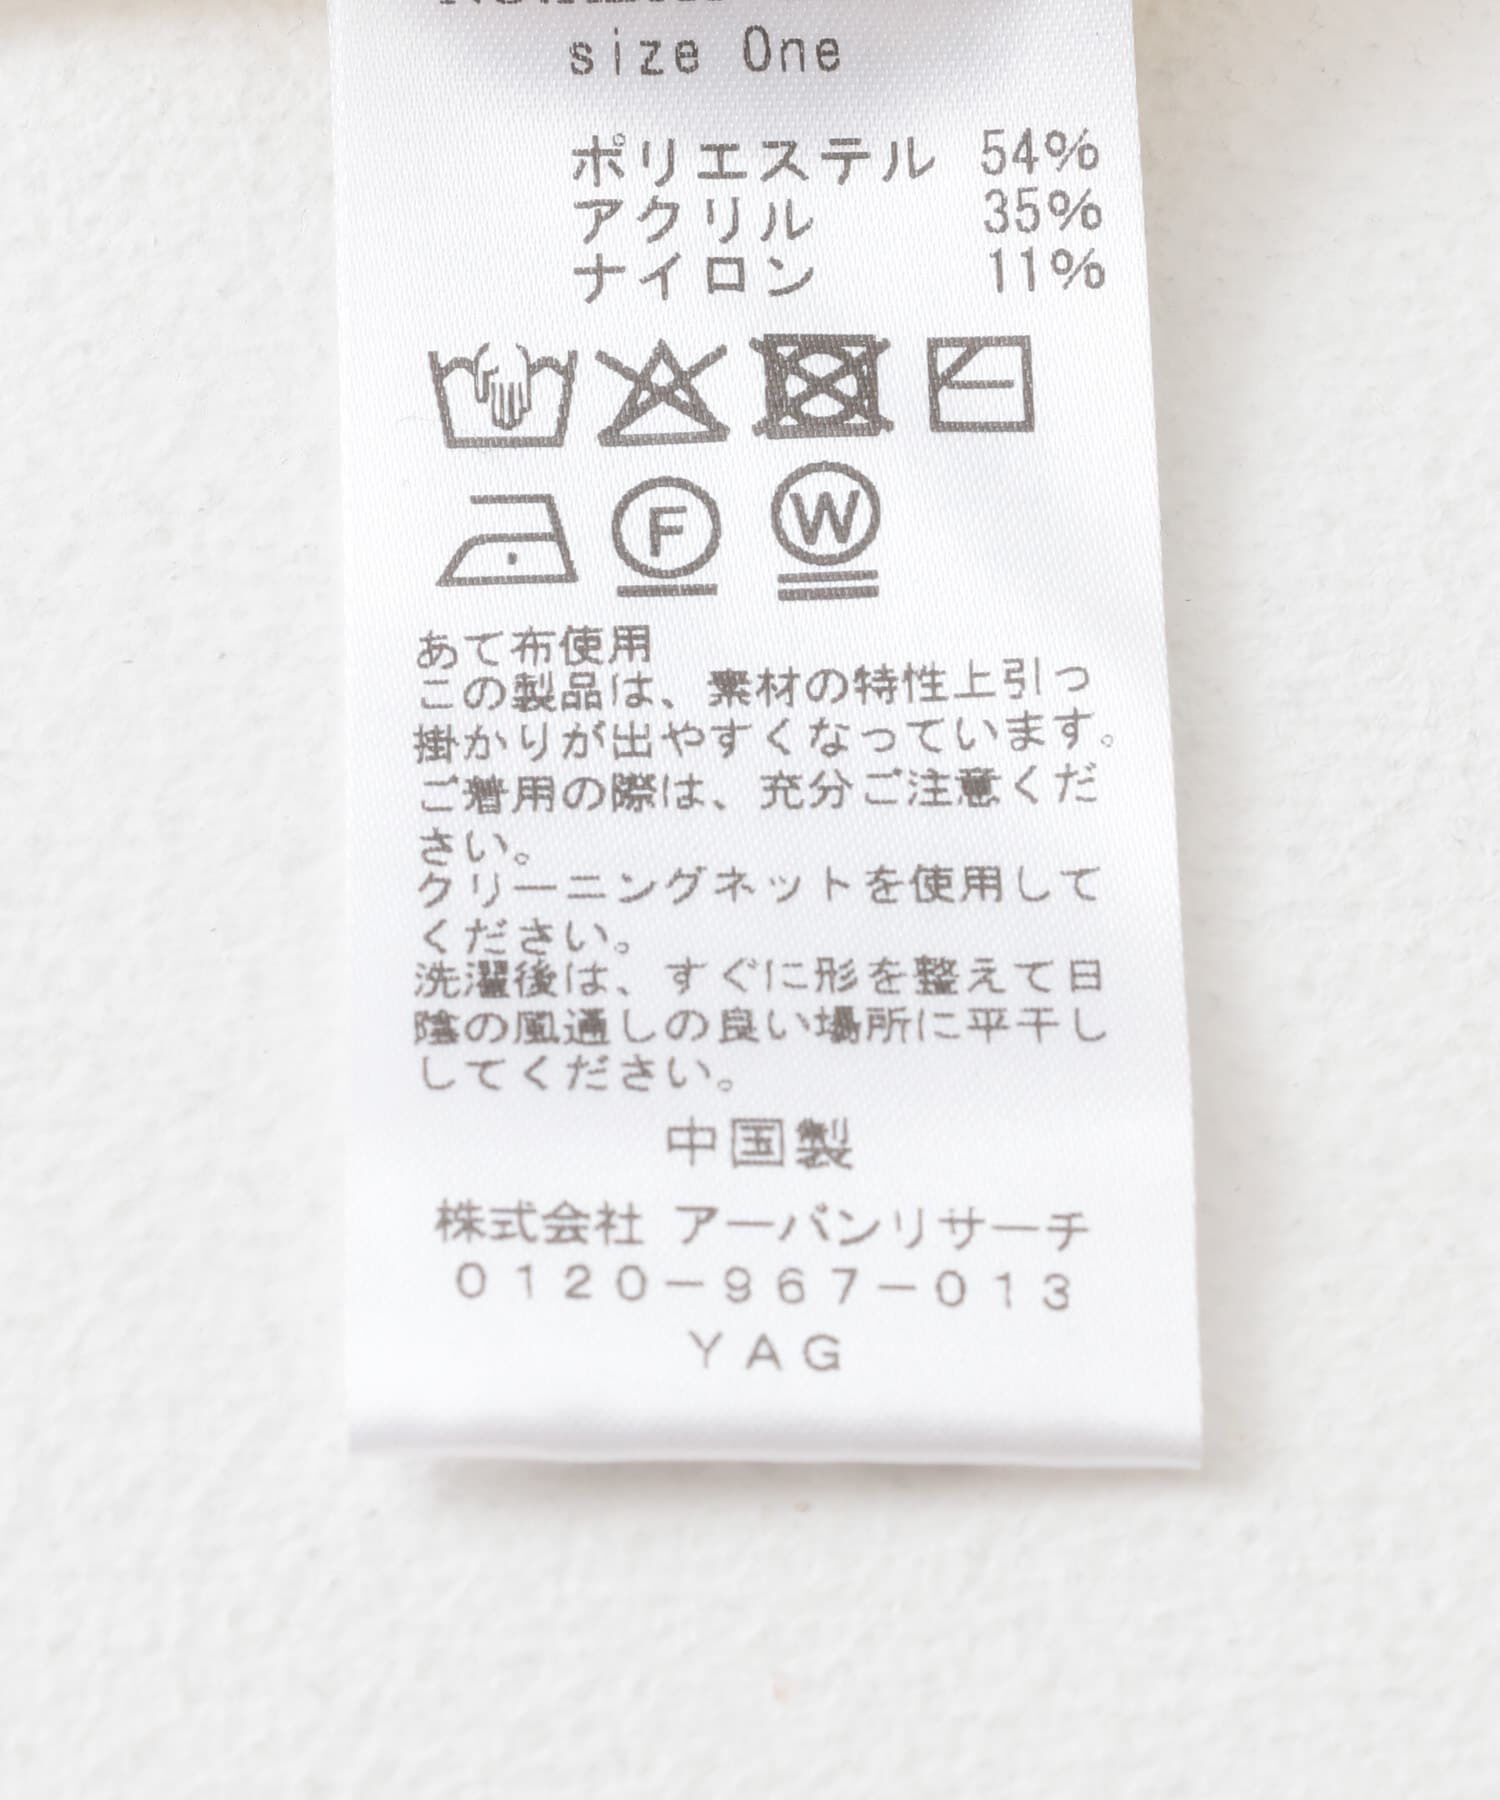 size One
ポリエステル 54%
アクリル 35%
ナイロン 11%
F W
あて布使用
この製品は、素材の特性上引っ
掛かりが出やすくなっています。
ご着用の際は、充分ご注意くだ
さい。
クリーニングネットを使用して
ください。
洗濯後は、すぐに形を整えて日
陰の風通しの良い場所に平干し
してください。
中国製
株式会社 アーバンリサーチ
0120-967-013
YAG